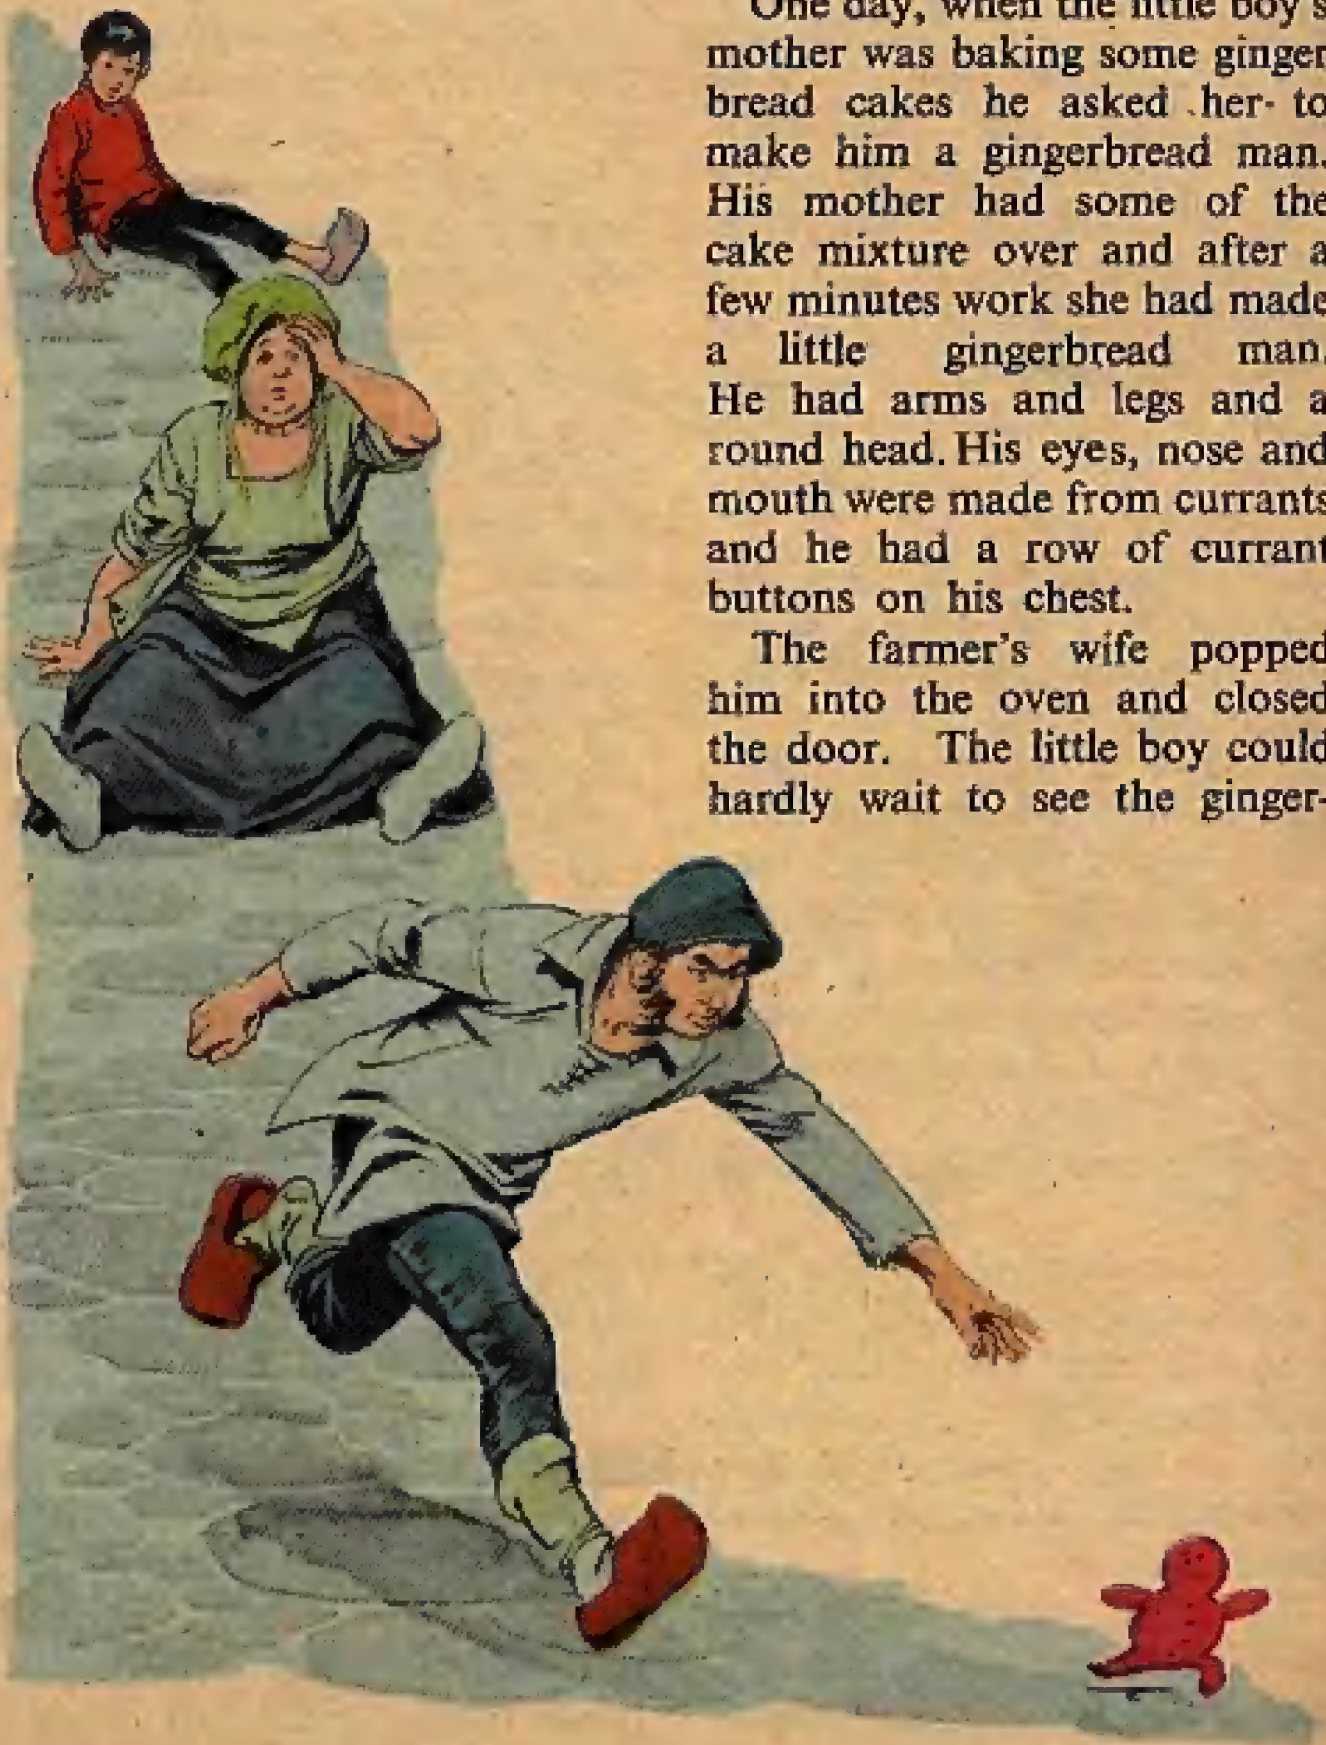 One day, when the little boy's
mother was baking some ginger
bread cakes he asked her to
make him a gingerbread man.
His mother had some of the
cake mixture over and after a
few minutes work she had made
a little gingerbread man.
He had arms and legs and a
round head. His eyes, nose and
mouth were made from currants
and he had a row of currant
buttons on his chest.
The farmer's wife popped
him into the oven and closed
the door. The little boy could
hardly wait to see the ginger-